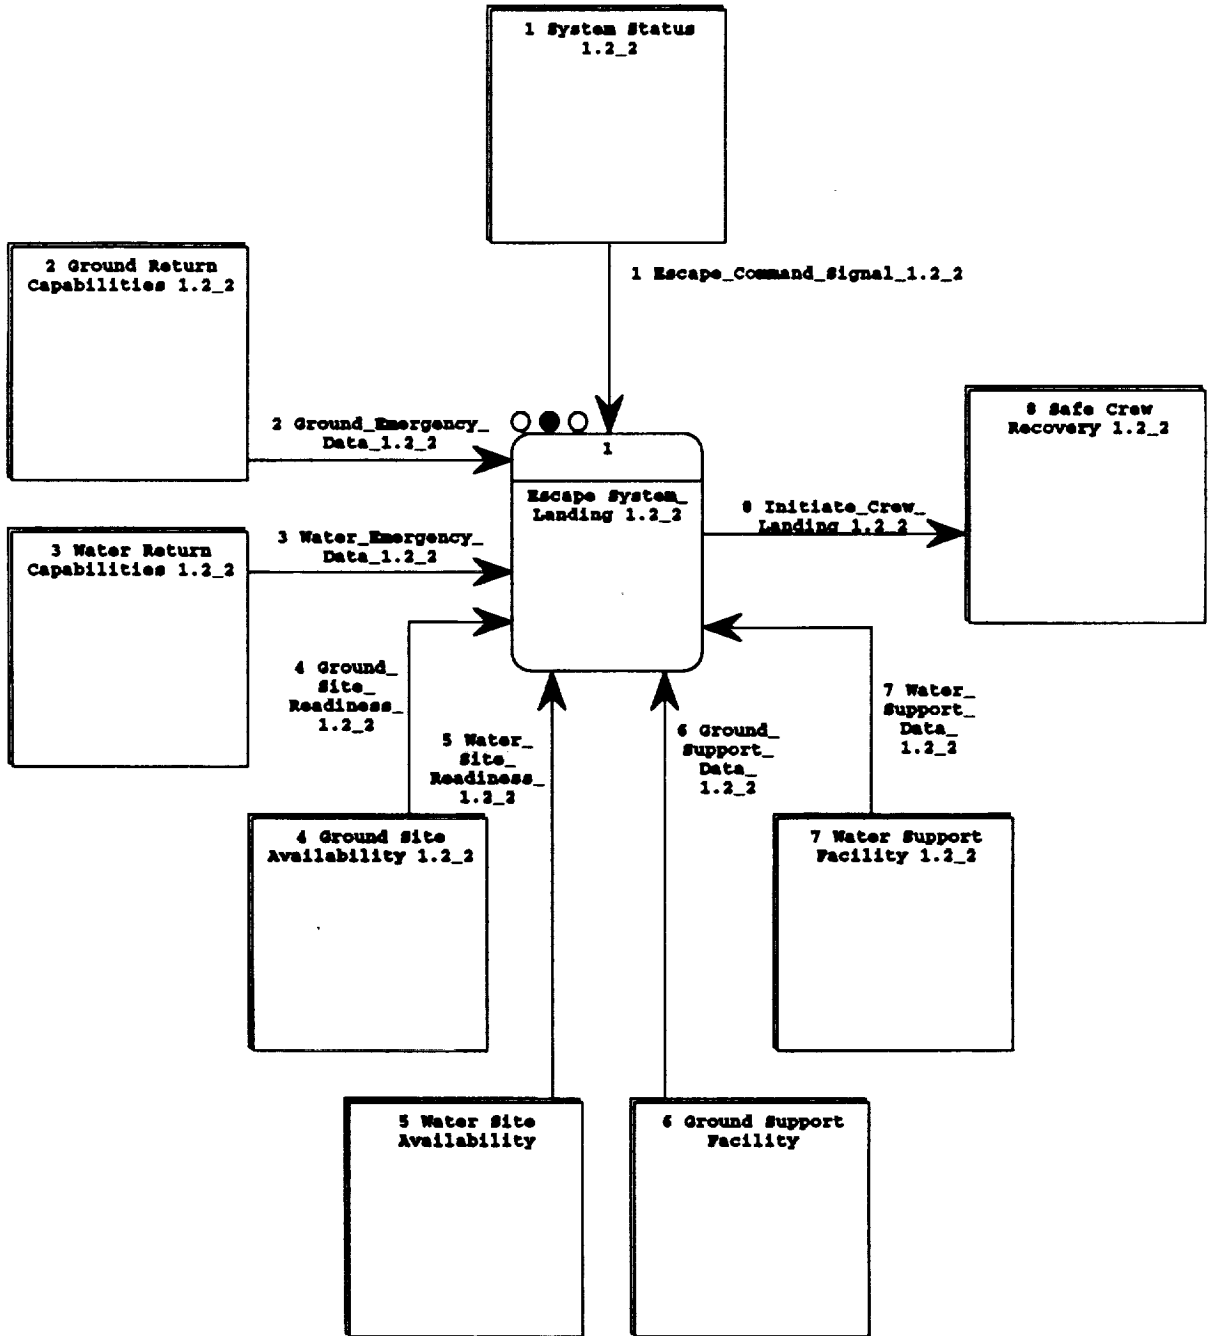 1 System Status
1.2_2
1 Escape_Command_Signal_1.2_2
2 Ground Return
Capabilities 1.2_2
2 Ground_Emergency_
Data_1.2_2
8 Safe Crew
Recovery 1.2_2
1
Escape System_
Landing 1.2_2
8 Initiate_Crew_
Landing_1.2_2
3 Water Return
Capabilities 1.2_2
3 Water_Emergency_
Data_1.2_2
4 Ground_
Site_
Readiness_
1.2_2
5 Water_
Site_
Readiness_
1.2_2
6 Ground_
Support_
Data_
1.2_2
7 Water_
Support_
Data_
1.2_2
4 Ground Site
Availability 1.2_2
7 Water Support
Facility 1.2_2
5 Water Site
Availability
6 Ground Support
Facility